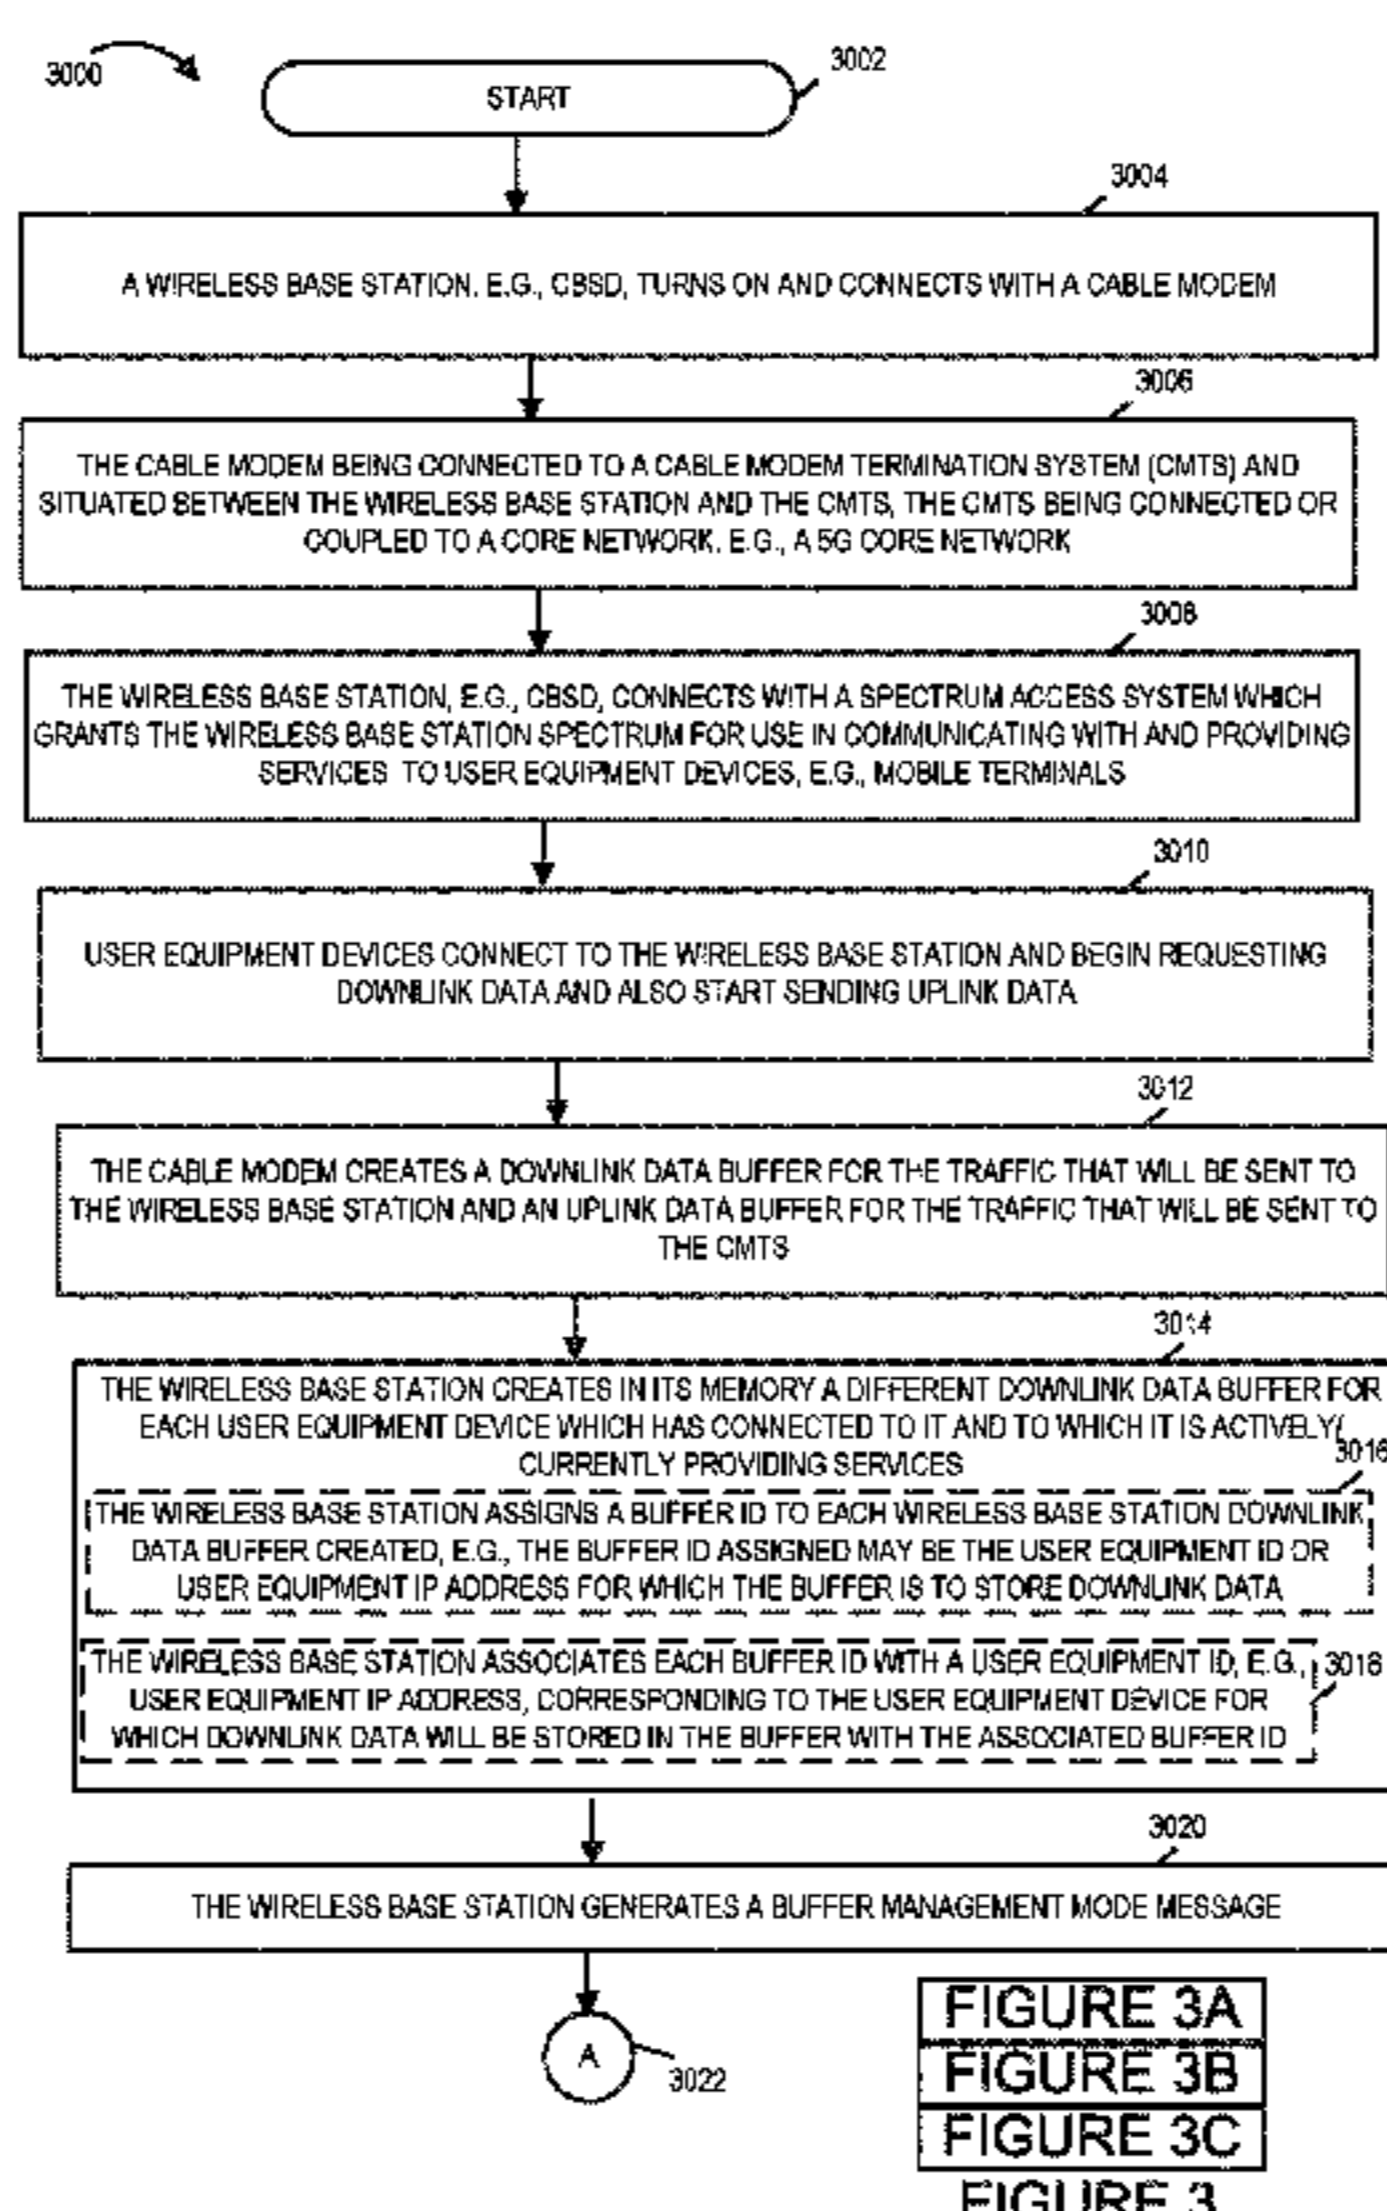 3000
START
3002
3004
A WIRELESS BASE STATION, E.G., CBSD, TURNS ON AND CONNECTS WITH A CABLE MODEM
3006
THE CABLE MODEM BEING CONNECTED TO A CABLE MODEM TERMINATION SYSTEM (CMTS) AND
SITUATED BETWEEN THE WIRELESS BASE STATION AND THE CMTS, THE CMTS BEING CONNECTED OR
COUPLED TO A CORE NETWORK, E.G., A 5G CORE NETWORK
3008
THE WIRELESS BASE STATION, E.G., CBSD, CONNECTS WITH A SPECTRUM ACCESS SYSTEM WHICH
GRANTS THE WIRELESS BASE STATION SPECTRUM FOR USE IN COMMUNICATING WITH AND PROVIDING
SERVICES TO USER EQUIPMENT DEVICES, E.G., MOBILE TERMINALS
3010
USER EQUIPMENT DEVICES CONNECT TO THE WIRELESS BASE STATION AND BEGIN REQUESTING
DOWNLINK DATA AND ALSO START SENDING UPLINK DATA
3012
THE CABLE MODEM CREATES A DOWNLINK DATA BUFFER FOR THE TRAFFIC THAT WILL BE SENT TO
THE WIRELESS BASE STATION AND AN UPLINK DATA BUFFER FOR THE TRAFFIC THAT WILL BE SENT TO
THE CMTS
3014
THE WIRELESS BASE STATION CREATES IN ITS MEMORY A DIFFERENT DOWNLINK DATA BUFFER FOR
EACH USER EQUIPMENT DEVICE WHICH HAS CONNECTED TO IT AND TO WHICH IT IS ACTIVELY/
CURRENTLY PROVIDING SERVICES
3016
THE WIRELESS BASE STATION ASSIGNS A BUFFER ID TO EACH WIRELESS BASE STATION DOWNLINK
DATA BUFFER CREATED, E.G., THE BUFFER ID ASSIGNED MAY BE THE USER EQUIPMENT ID OR
USER EQUIPMENT IP ADDRESS FOR WHICH THE BUFFER IS TO STORE DOWNLINK DATA
THE WIRELESS BASE STATION ASSOCIATES EACH BUFFER ID WITH A USER EQUIPMENT ID, E.G.,
USER EQUIPMENT IP ADDRESS, CORRESPONDING TO THE USER EQUIPMENT DEVICE FOR
WHICH DOWNLINK DATA WILL BE STORED IN THE BUFFER WITH THE ASSOCIATED BUFFER ID
3018
3020
THE WIRELESS BASE STATION GENERATES A BUFFER MANAGEMENT MODE MESSAGE
A
3022
FIGURE 3A
FIGURE 3B
FIGURE 3C
FIGURE 3